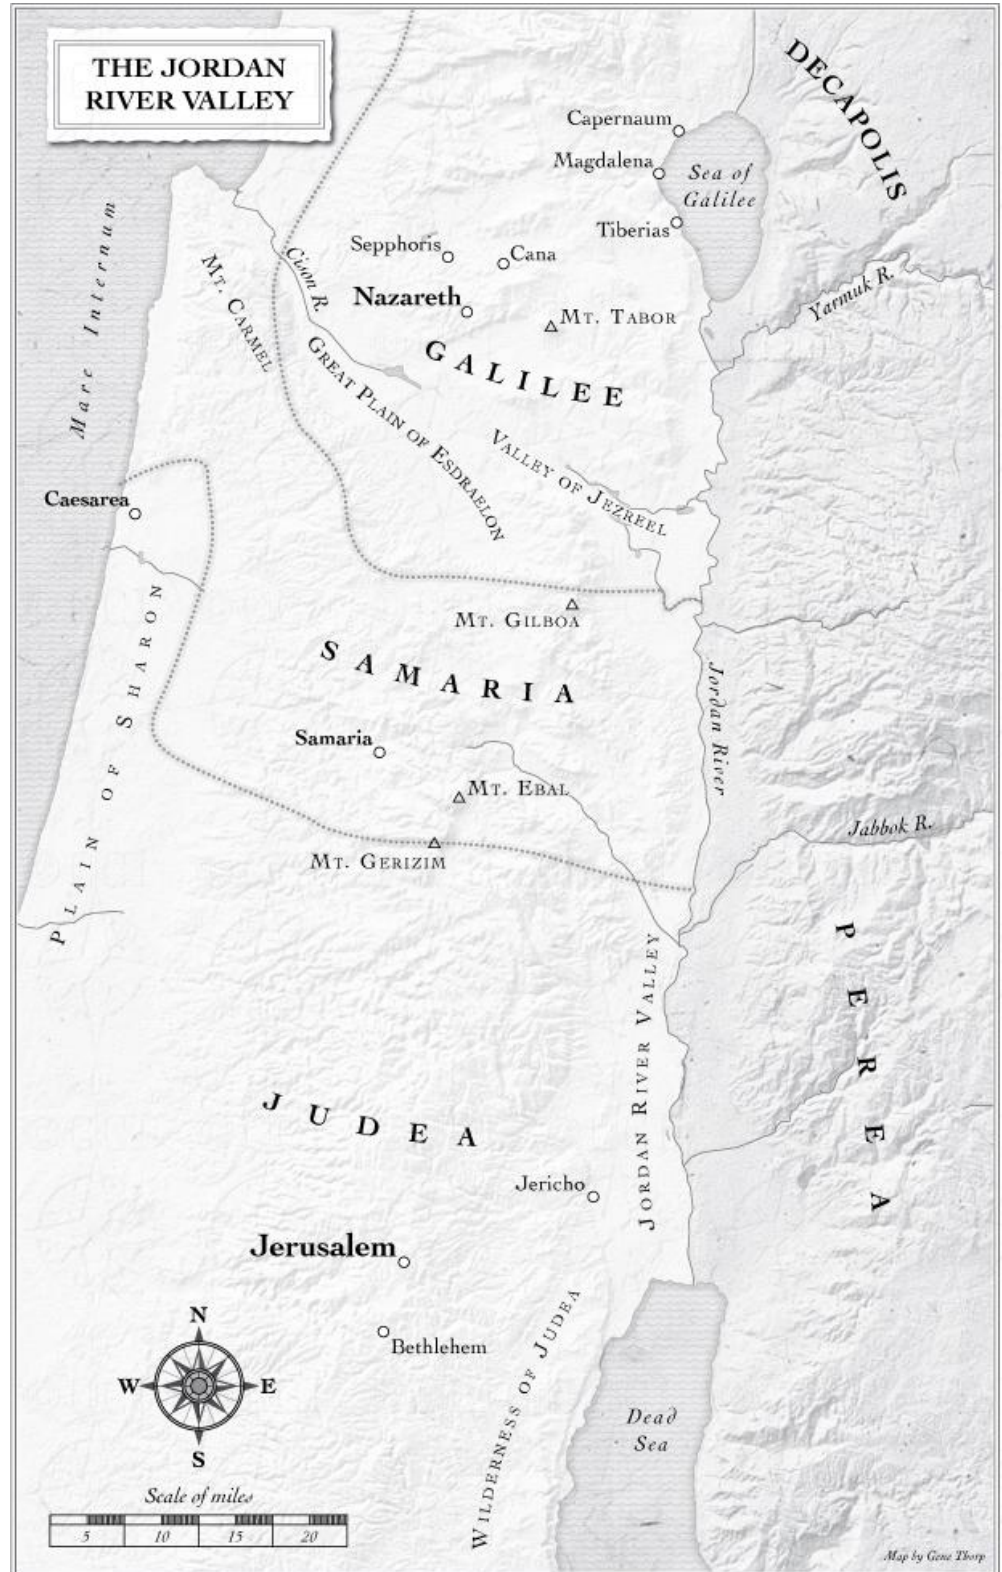 THE JORDAN
RIVER VALLEY
DECAPOLIS
Capernaum
Magdalena
Sea of
Galilee
Tiberias
Mare Internum
Sepphoris
Cana
Cison R.
Mt. Carmel
Nazareth
Mt. Tabor
Yarmuk R.
GALILEE
Great Plain of Esdraelon
Valley of Jezreel
Caesarea
Mt. Gilboa
Plain of Sharon
SAMARIA
Jordan River
Samaria
Mt. Ebal
Jabbok R.
Mt. Gerizim
PEREA
Jordan River Valley
JUDEA
Jericho
Jerusalem
Bethlehem
Wilderness of Judea
Dead
Sea
N
W
E
S
Scale of miles
5 10 15 20
Map by Gene Thorp